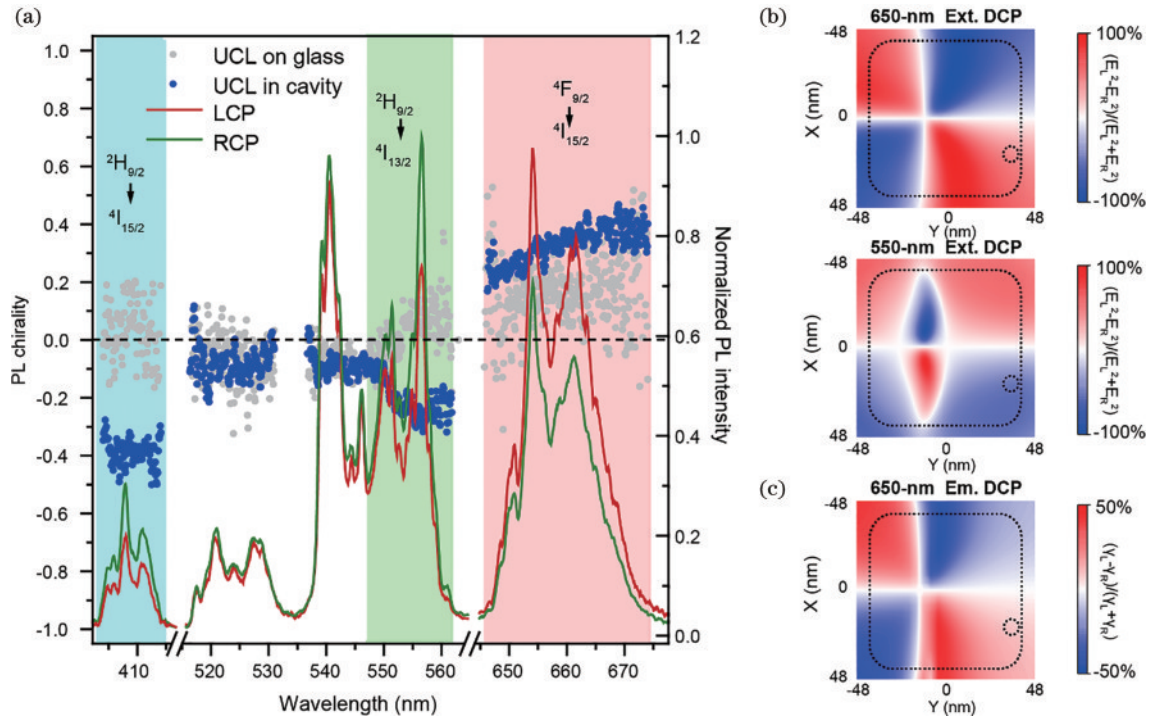 (a)
UCL on glass
UCL in cavity
LCP
RCP
²H₉/₂
⁴I₁₅/₂
²H₉/₂
⁴I₁₃/₂
⁴F₉/₂
⁴I₁₅/₂
PL chirality
1.0
0.8
0.6
0.4
0.2
0.0
-0.2
-0.4
-0.6
-0.8
-1.0
Normalized PL intensity
1.2
1.0
0.8
0.6
0.4
0.2
0.0
410 520 530 540 550 560 650 660 670
Wavelength (nm)
(b)
650-nm Ext. DCP
-48
0
48
X (nm)
-48 0 48
Y (nm)
100%
-100%
(E_L²-E_R²)/(E_L²+E_R²)
550-nm Ext. DCP
-48
0
48
X (nm)
-48 0 48
Y (nm)
100%
-100%
(E_L²-E_R²)/(E_L²+E_R²)
(c)
650-nm Em. DCP
-48
0
48
X (nm)
-48 0 48
Y (nm)
50%
-50%
(γ_L-γ_R)/(γ_L+γ_R)